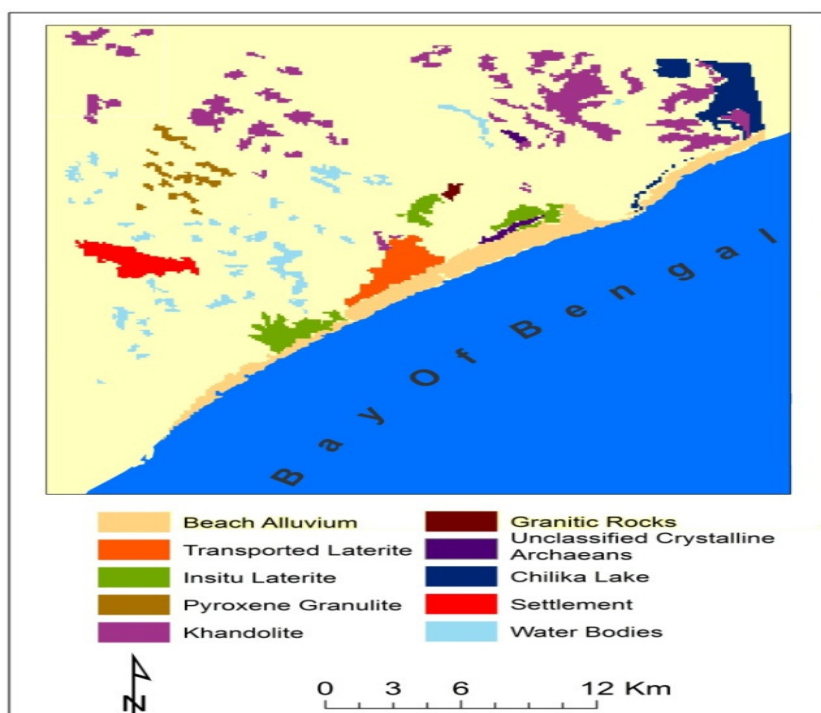 Bay Of Bengal
Beach Alluvium
Transported Laterite
Insitu Laterite
Pyroxene Granulite
Khandolite
Granitic Rocks
Unclassified Crystalline
Archaeans
Chilika Lake
Settlement
Water Bodies
N
0 3 6 12 Km